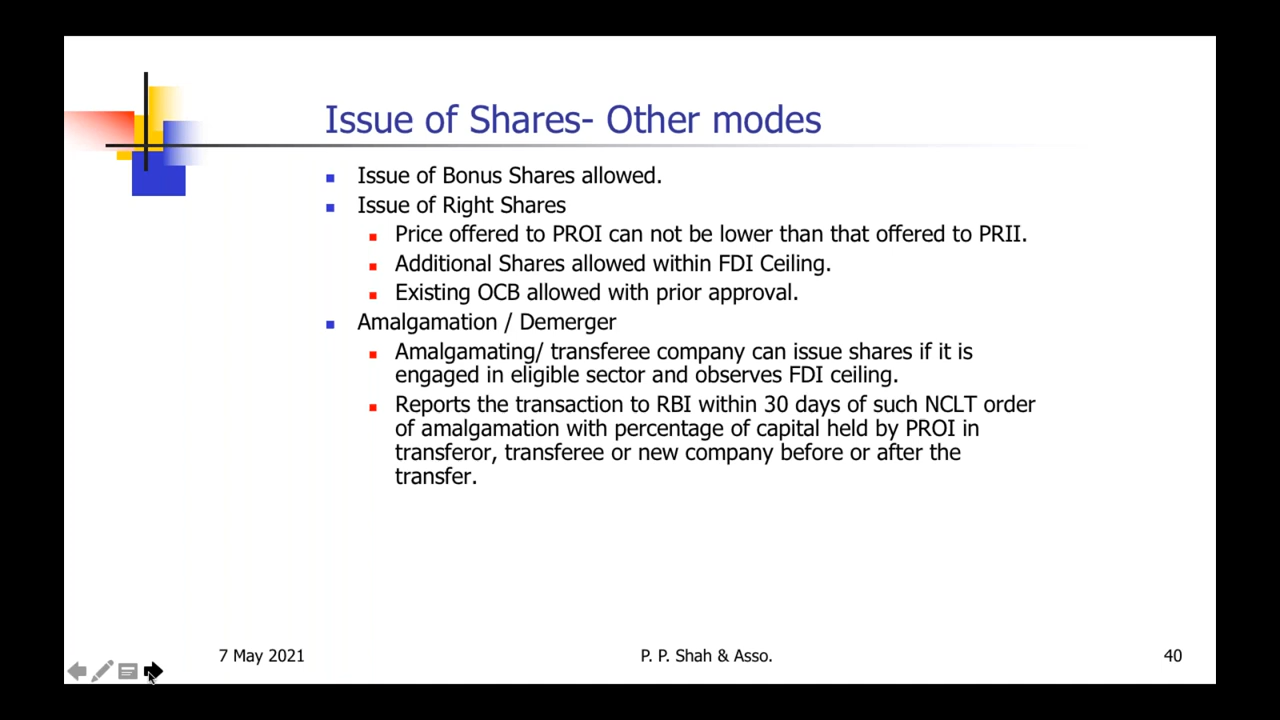 Issue of Shares- Other modes
Issue of Bonus Shares allowed.
Issue of Right Shares
Price offered to PROI can not be lower than that offered to PRII.
Additional Shares allowed within FDI Ceiling.
Existing OCB allowed with prior approval.
Amalgamation / Demerger
Amalgamating/ transferee company can issue shares if it is
engaged in eligible sector and observes FDI ceiling.
Reports the transaction to RBI within 30 days of such NCLT order
of amalgamation with percentage of capital held by PROI in
transferor, transferee or new company before or after the
transfer.
7 May 2021
P. P. Shah & Asso.
40